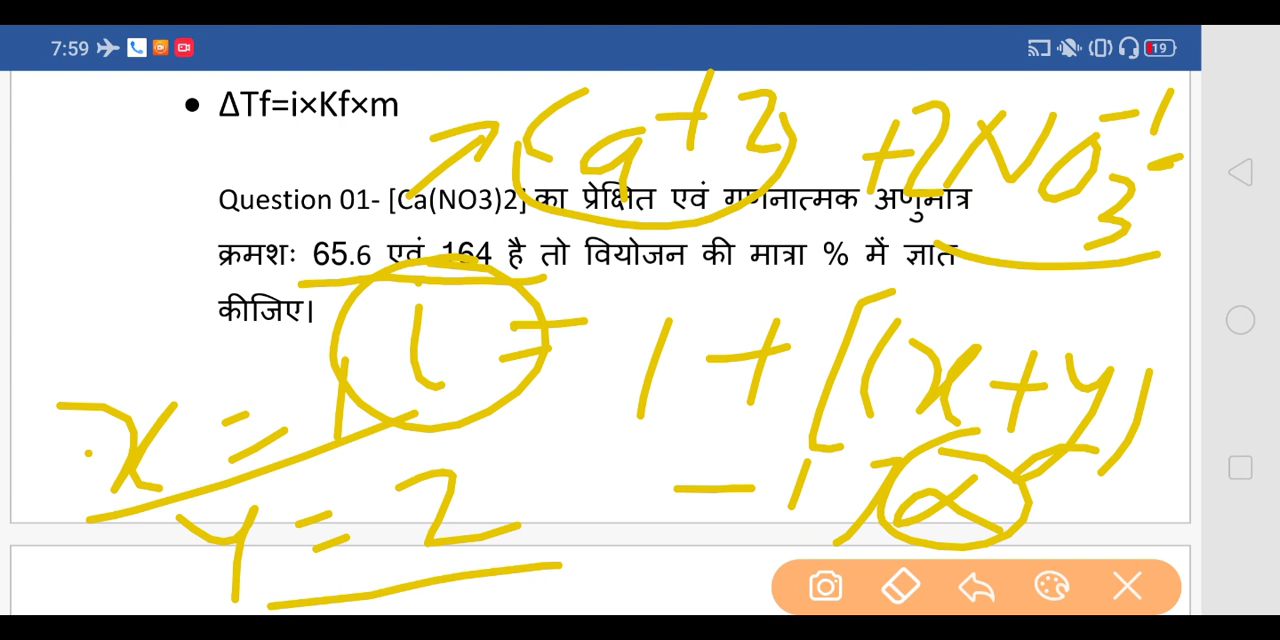 7:59
19
• ΔTf=i×Kf×m
→ Ca+2 + 2NO3-1
Question 01- [Ca(NO3)2] का प्रेक्षित एवं गणनात्मक अणुमात्र
क्रमशः 65.6 एवं 164 है तो वियोजन की मात्रा % में ज्ञात
कीजिए।
i = 1 + [(x + y)
- 1] α
x = 1
y = 2